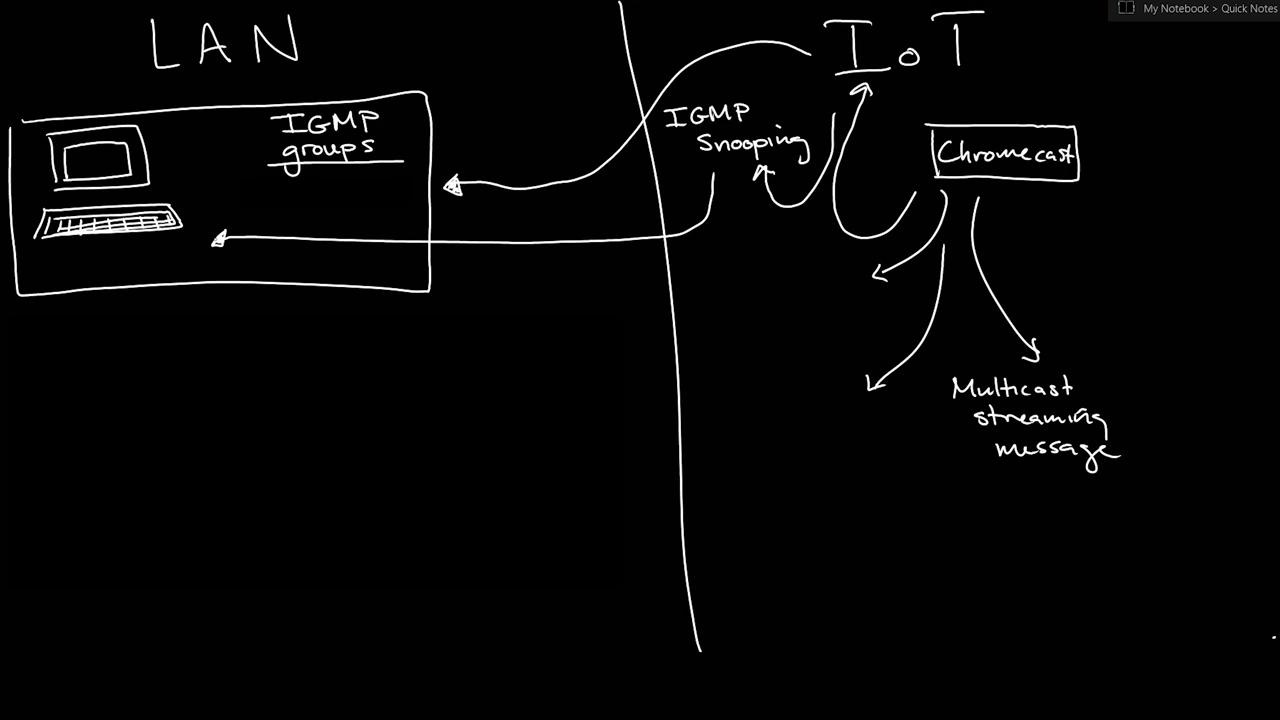 My Notebook > Quick Notes
LAN
IoT
IGMP
groups
IGMP
Snooping
Chromecast
Multicast
streaming
message